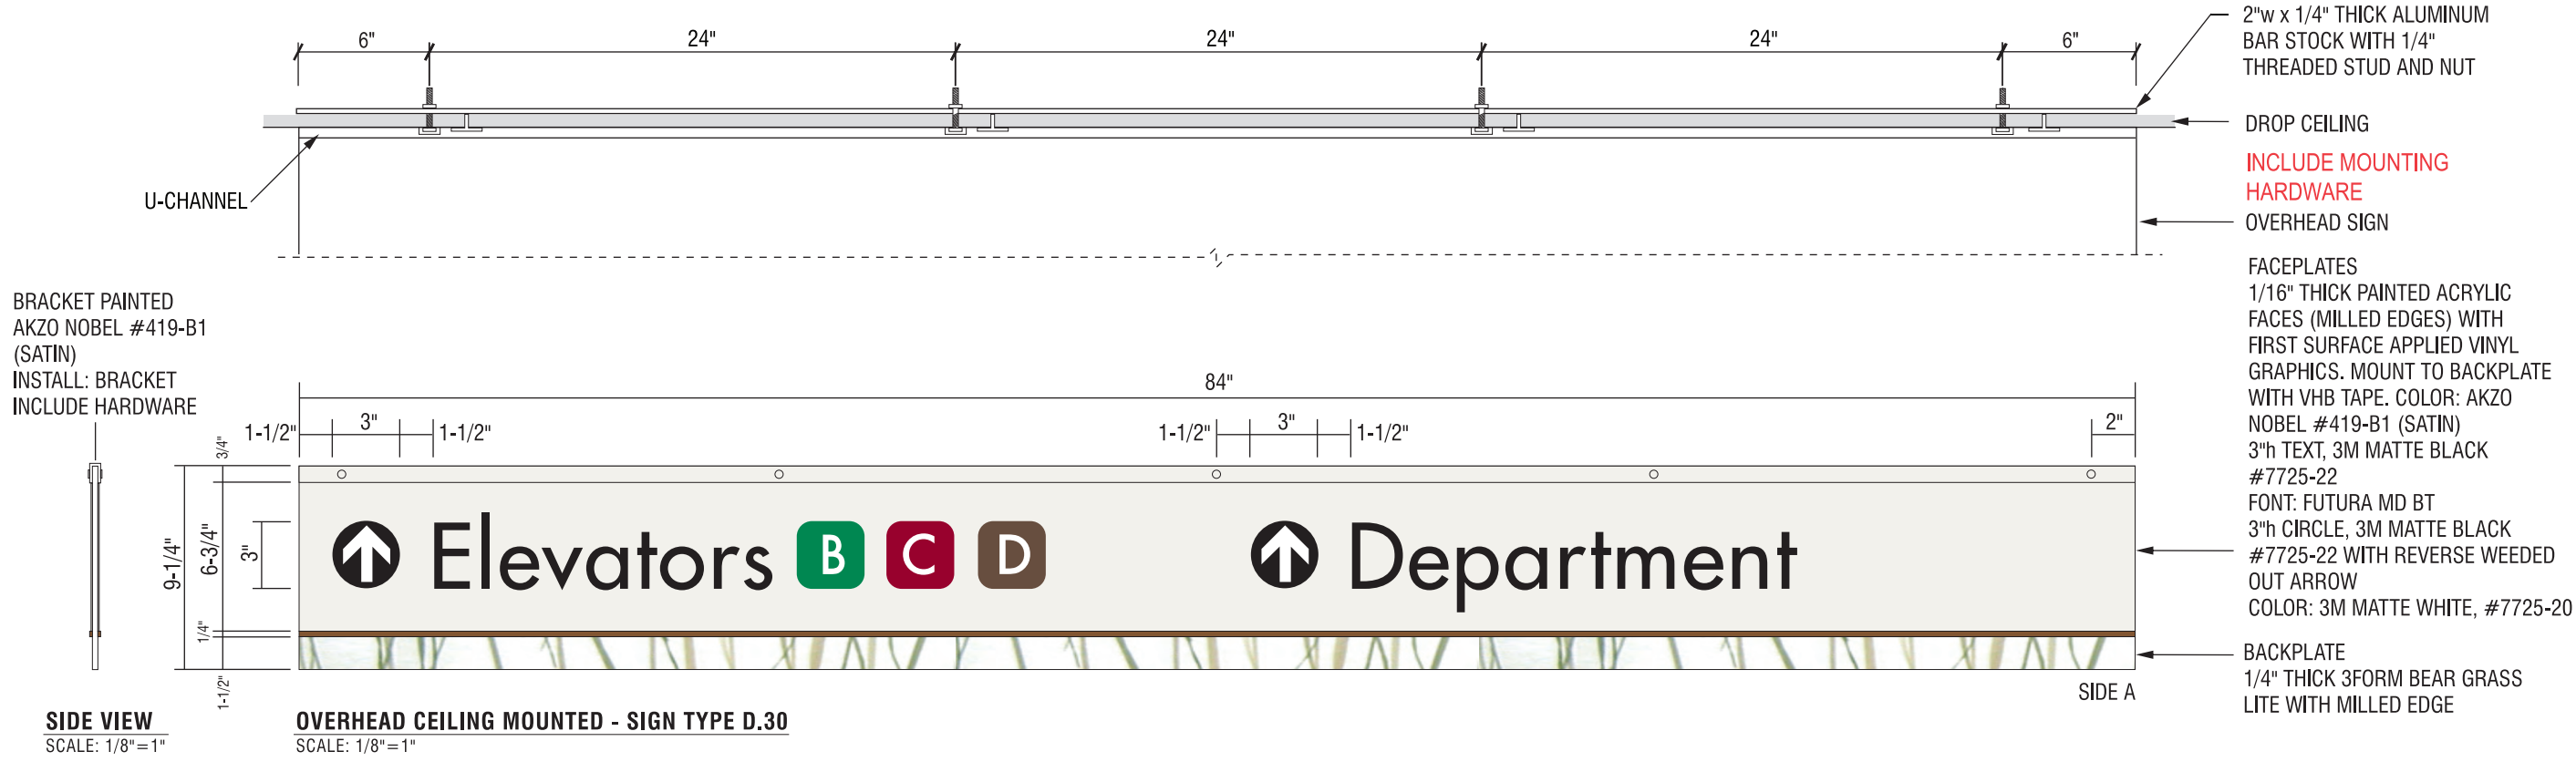 6"
24"
24"
24"
6"
2"w x 1/4" THICK ALUMINUM
BAR STOCK WITH 1/4"
THREADED STUD AND NUT
DROP CEILING
INCLUDE MOUNTING
HARDWARE
OVERHEAD SIGN
U-CHANNEL
BRACKET PAINTED
AKZO NOBEL #419-B1
(SATIN)
INSTALL: BRACKET
INCLUDE HARDWARE
84"
1-1/2"
3"
1-1/2"
1-1/2"
3"
1-1/2"
2"
3/4"
9-1/4"
6-3/4"
3"
1/4"
1-1/2"
Elevators B C D
Department
FACEPLATES
1/16" THICK PAINTED ACRYLIC
FACES (MILLED EDGES) WITH
FIRST SURFACE APPLIED VINYL
GRAPHICS. MOUNT TO BACKPLATE
WITH VHB TAPE. COLOR: AKZO
NOBEL #419-B1 (SATIN)
3"h TEXT, 3M MATTE BLACK
#7725-22
FONT: FUTURA MD BT
3"h CIRCLE, 3M MATTE BLACK
#7725-22 WITH REVERSE WEEDED
OUT ARROW
COLOR: 3M MATTE WHITE, #7725-20
BACKPLATE
1/4" THICK 3FORM BEAR GRASS
LITE WITH MILLED EDGE
SIDE A
SIDE VIEW
SCALE: 1/8"=1"
OVERHEAD CEILING MOUNTED - SIGN TYPE D.30
SCALE: 1/8"=1"